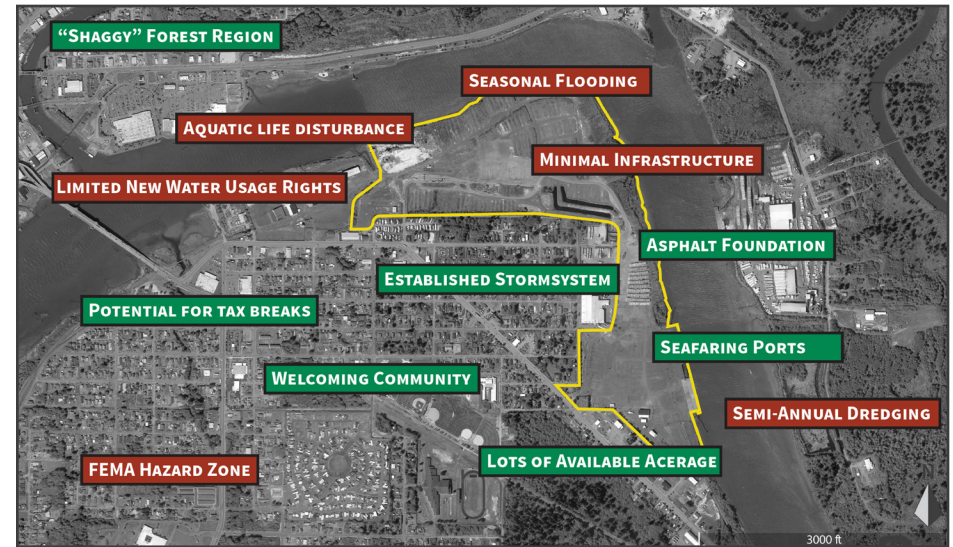 “Shaggy” Forest Region
Seasonal Flooding
Aquatic life disturbance
Minimal Infrastructure
Limited New Water Usage Rights
Asphalt Foundation
Established Stormsystem
Potential for tax breaks
Seafaring Ports
Welcoming Community
Semi-Annual Dredging
Lots of Available Acerage
FEMA Hazard Zone
3000 ft